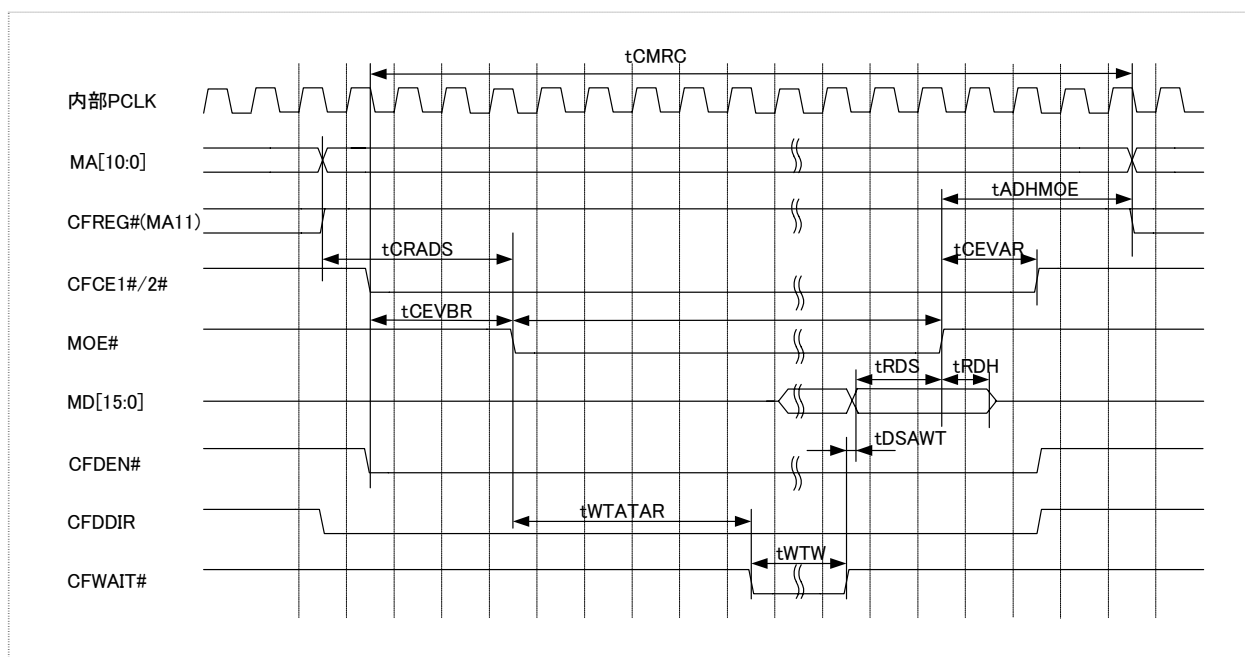 tCMRC
内部PCLK
MA[10:0]
tADHMOE
CFREG#(MA11)
tCRADS
tCEVAR
CFCE1#/2#
tCEVBR
MOE#
tRDS
tRDH
MD[15:0]
tDSAWT
CFDEN#
tWTATAR
CFDDIR
tWTW
CFWAIT#